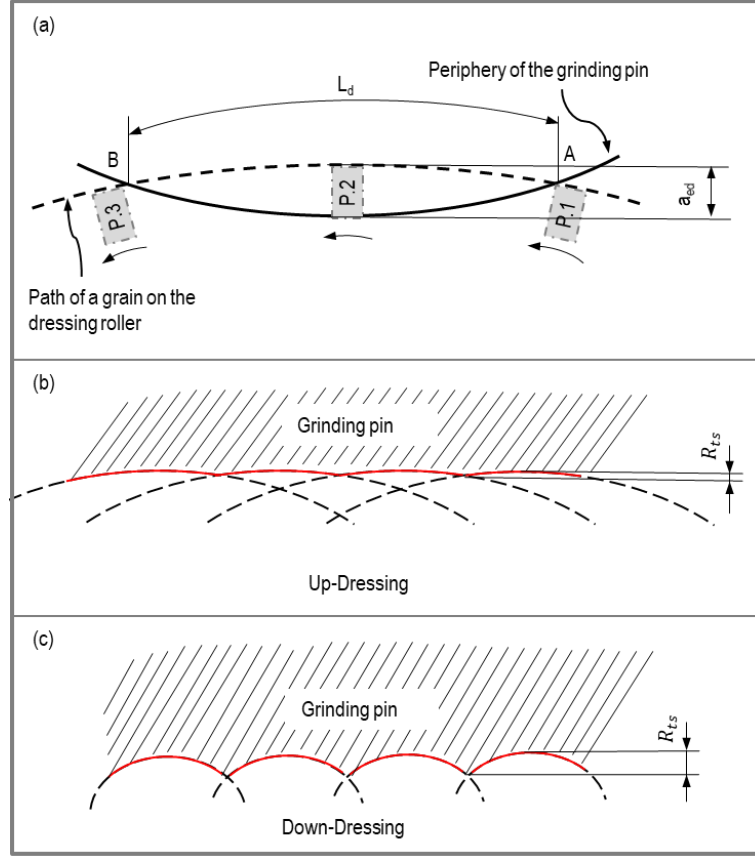 (a)
Periphery of the grinding pin
L_d
B
A
P.3
P.2
P.1
a_ed
Path of a grain on the
dressing roller
(b)
Grinding pin
R_ts
Up-Dressing
(c)
Grinding pin
R_ts
Down-Dressing